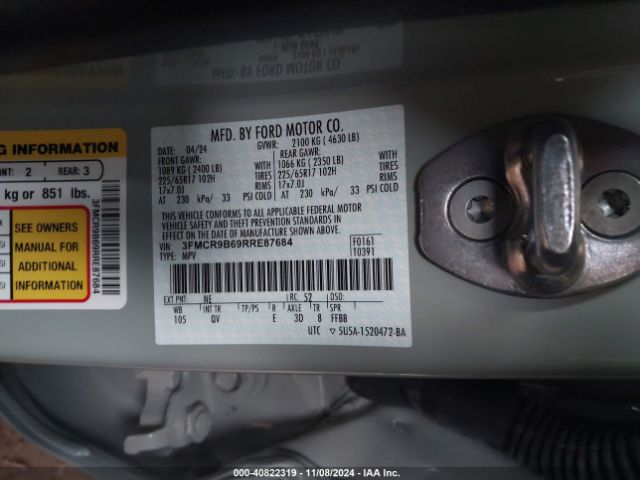 MFD. BY FORD MOTOR CO.
DATE: 04/24 GVWR: 2100 KG ( 4630 LB)
FRONT GAWR: REAR GAWR:
1089 KG ( 2400 LB) WITH 1066 KG ( 2350 LB) WITH
225/65R17 102H TIRES 225/65R17 102H TIRES
17x7.0J RIMS 17x7.0J RIMS
AT 230 kPa/ 33 PSI COLD AT 230 kPa/ 33 PSI COLD
THIS VEHICLE CONFORMS TO ALL APPLICABLE FEDERAL MOTOR
VEHICLE SAFETY AND BUMPER STANDARDS IN EFFECT ON THE DATE OF
MANUFACTURE SHOWN ABOVE.
VIN: 3FMCR9B69RRE87684
TYPE: MPV
F0161
T0391
EXT PNT: NE RC: 52 DSO:
WB INT TR TP/PS R AXLE TR SPR
105 QV E 3D 8 FFBB
UTC ▽ 5U5A-1520472-BA
G INFORMATION
NT: 2 REAR: 3
kg or 851 lbs.
SEE OWNERS
MANUAL FOR
ADDITIONAL
INFORMATION
3FMCR9B69RRE87684
MFD. BY FORD MOTOR CO.
000-40822319 - 11/08/2024 - IAA Inc.